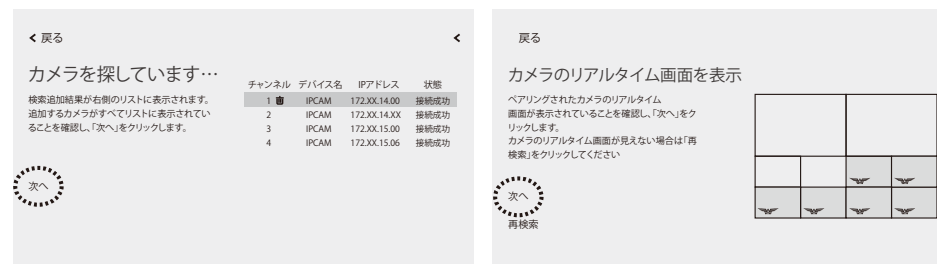 戻る
カメラを探しています…
検索追加結果が右側のリストに表示されます。
追加するカメラがすべてリストに表示されてい
ることを確認し、「次へ」をクリックします。
次へ
チャンネル デバイス名 IPアドレス 状態
1 IPCAM 172.XX.14.00 接続成功
2 IPCAM 172.XX.14.XX 接続成功
3 IPCAM 172.XX.15.00 接続成功
4 IPCAM 172.XX.15.06 接続成功
戻る
カメラのリアルタイム画面を表示
ペアリングされたカメラのリアルタイム
画面が表示されていることを確認し、「次へ」をク
リックします。
カメラのリアルタイム画面が見えない場合は「再
検索」をクリックしてください
次へ
再検索